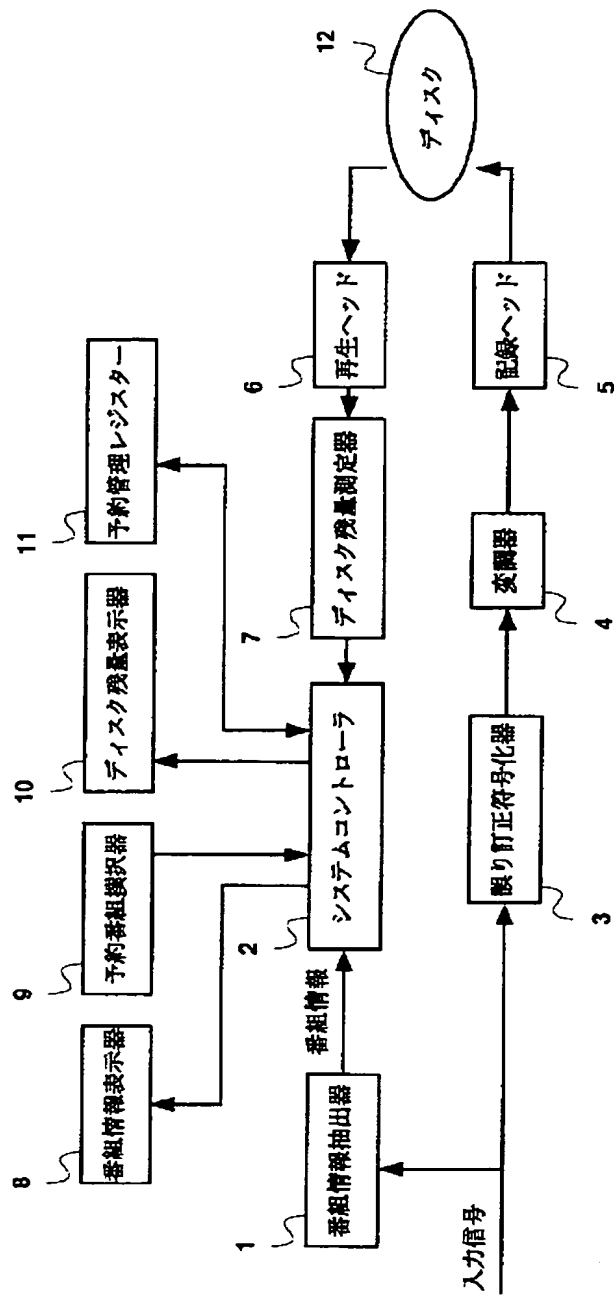 8
番組情報表示器
9
予約番組選択器
10
ディスク残量表示器
11
予約管理レジスター
1
番組情報抽出器
番組情報
2
システムコントローラ
7
ディスク残量測定器
6
再生ヘッド
12
ディスク
入力信号
3
誤り訂正符号化器
4
変調器
5
記録ヘッド